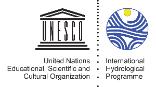 UNESCO
United Nations
Educational, Scientific and
Cultural Organization
International
Hydrological
Programme